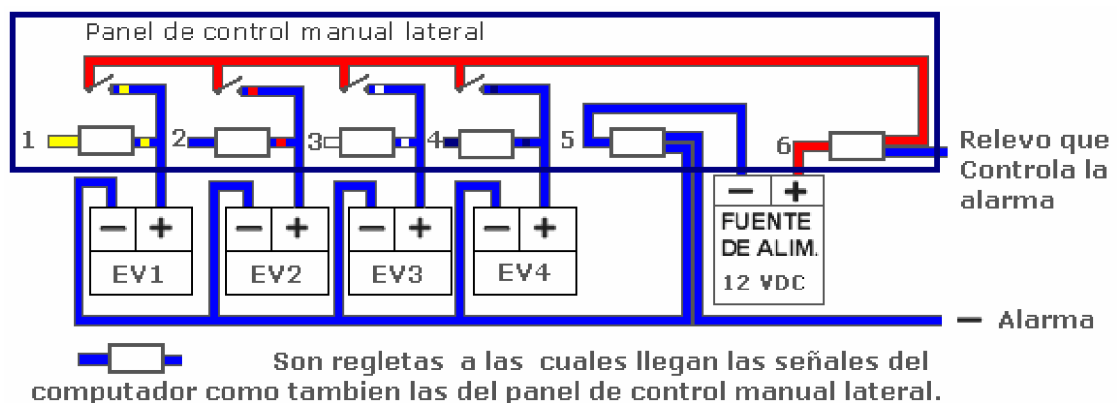 Panel de control manual lateral
1
2
3
4
5
6
Relevo que
Controla la
alarma
− +
EV1
− +
EV2
− +
EV3
− +
EV4
− +
FUENTE
DE ALIM.
12 VDC
− Alarma
Son regletas a las cuales llegan las señales del
computador como tambien las del panel de control manual lateral.